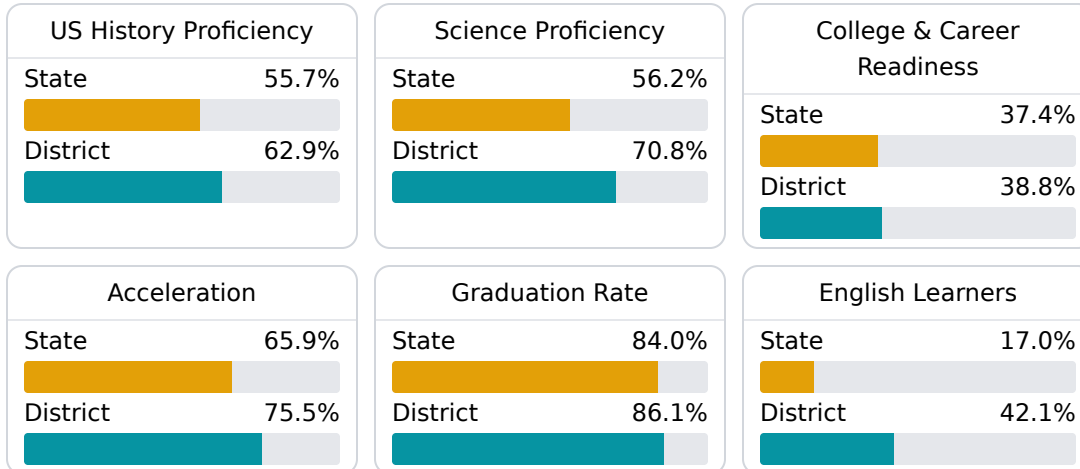 US History Proficiency
State 55.7%
District 62.9%
Science Proficiency
State 56.2%
District 70.8%
College & Career
Readiness
State 37.4%
District 38.8%
Acceleration
State 65.9%
District 75.5%
Graduation Rate
State 84.0%
District 86.1%
English Learners
State 17.0%
District 42.1%